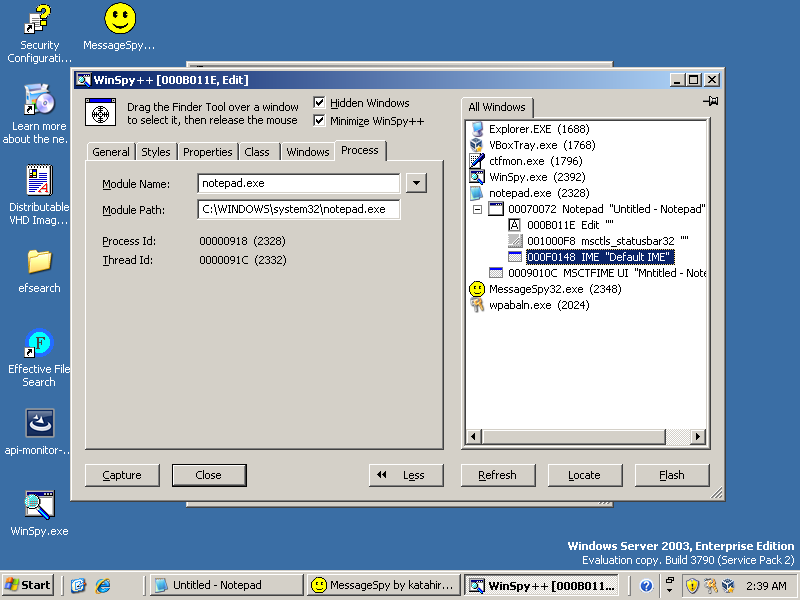 Security
Configurati...
MessageSpy...
Learn more
about the ne...
Distributable
VHD Imag...
efsearch
Effective File
Search
api-monitor-...
WinSpy.exe
WinSpy++ [000B011E, Edit]
Drag the Finder Tool over a window
to select it, then release the mouse
Hidden Windows
Minimize WinSpy++
General
Styles
Properties
Class
Windows
Process
Module Name:
notepad.exe
Module Path:
C:\WINDOWS\system32\notepad.exe
Process Id:
00000918 (2328)
Thread Id:
0000091C (2332)
Capture
Close
Less
All Windows
Explorer.EXE (1688)
VBoxTray.exe (1768)
ctfmon.exe (1796)
WinSpy.exe (2392)
notepad.exe (2328)
00070072 Notepad "Untitled - Notepad"
000B011E Edit ""
001000F8 msctls_statusbar32 ""
000F0148 IME "Default IME"
0009010C MSCTFIME UI "Mntitled - Note
MessageSpy32.exe (2348)
wpabaln.exe (2024)
Refresh
Locate
Flash
Windows Server 2003, Enterprise Edition
Evaluation copy. Build 3790 (Service Pack 2)
Start
Untitled - Notepad
MessageSpy by katahir...
WinSpy++ [000B011...
2:39 AM